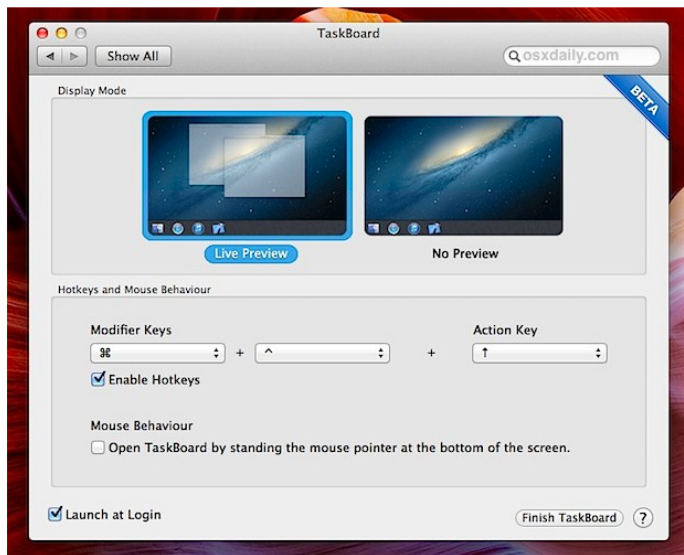 TaskBoard
Show All
osxdaily.com
BETA
Display Mode
Live Preview
No Preview
Hotkeys and Mouse Behaviour
Modifier Keys
Action Key
⌘ + ^ + ↑
Enable Hotkeys
Mouse Behaviour
Open TaskBoard by standing the mouse pointer at the bottom of the screen.
Launch at Login
Finish TaskBoard
?